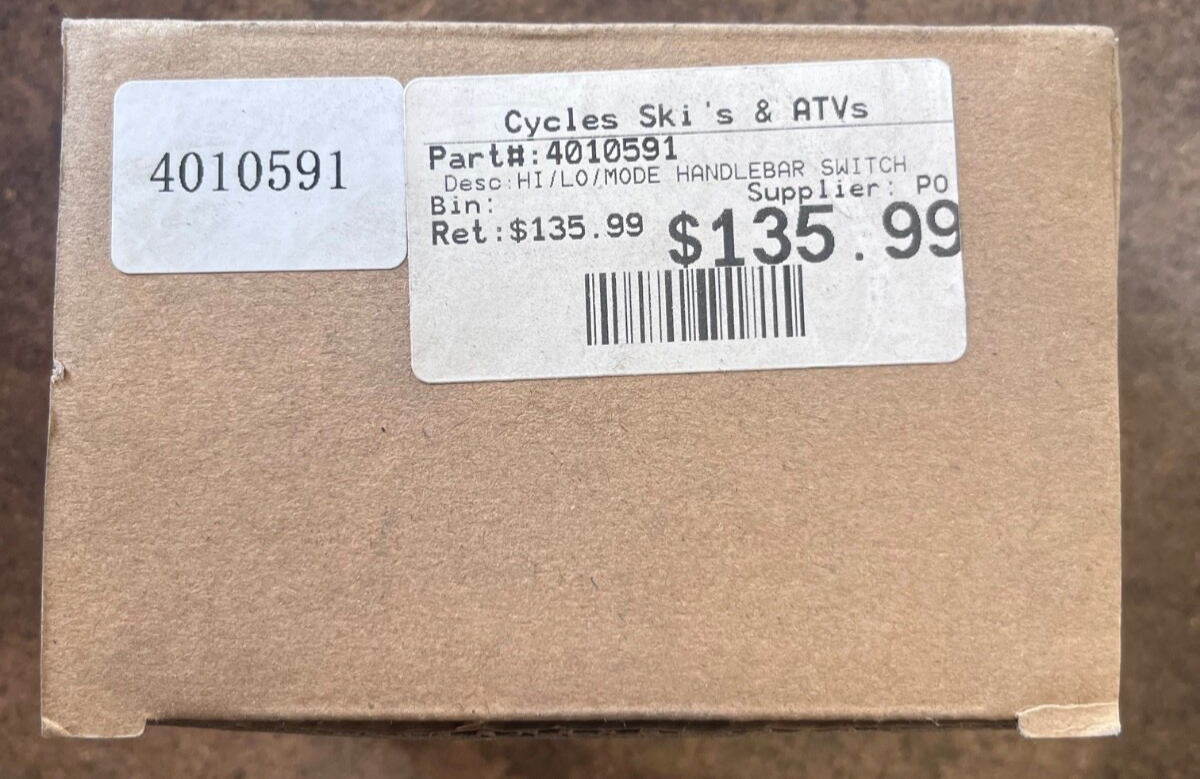 4010591
Cycles Ski's & ATVs
Part#:4010591
Desc:HI/LO/MODE HANDLEBAR SWITCH
Supplier: PO
Bin:
Ret:$135.99
$135.99